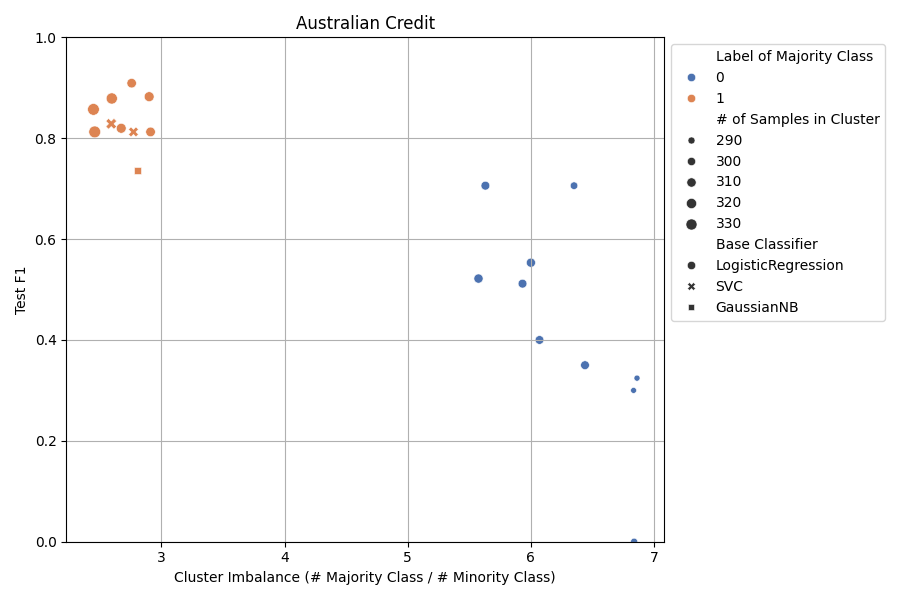 Australian Credit
Test F1
1.0
0.8
0.6
0.4
0.2
0.0
3
4
5
6
7
Cluster Imbalance (# Majority Class / # Minority Class)
Label of Majority Class
0
1
# of Samples in Cluster
290
300
310
320
330
Base Classifier
LogisticRegression
SVC
GaussianNB